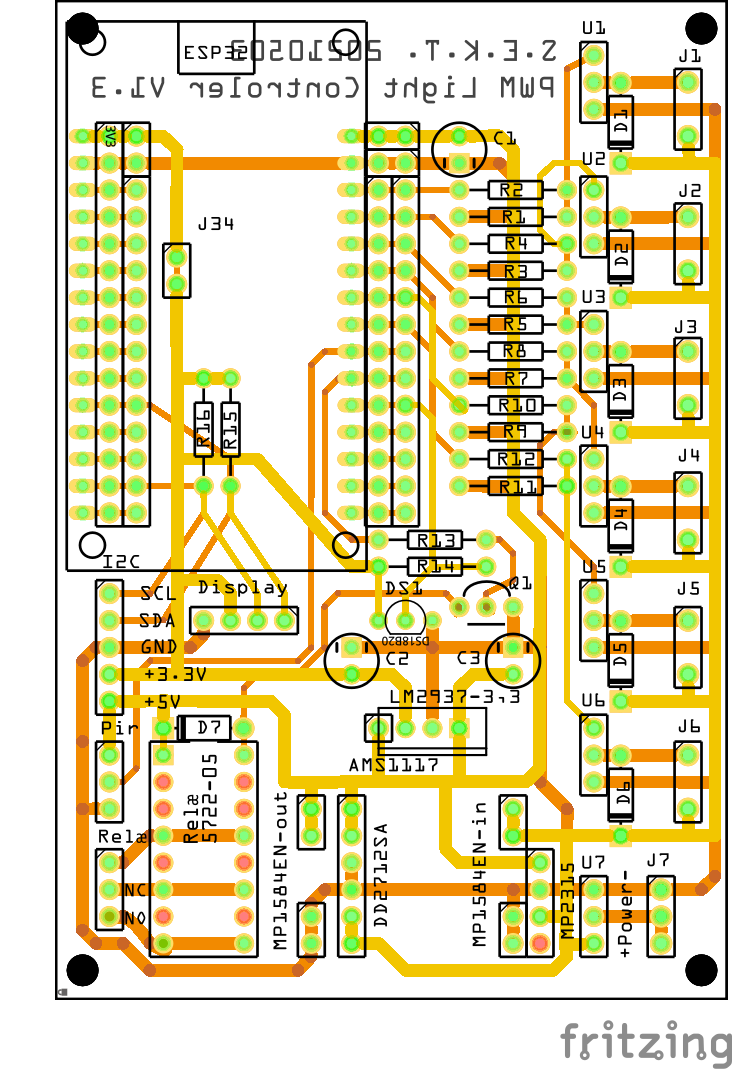 U1
S.E.K.T. 20210503
ESP32
J1
PWM Light Controler V1.3
3V3
D1
C1
U2
R2
J2
R1
J34
R4
D2
R3
R6
U3
R5
J3
R8
R7
D3
R10
R16
R15
R9
U4
R12
J4
R11
D4
R13
I2C
R14
U5
SCL
Display
DS1
Q1
J5
SDA
DS18B20
GND
D5
C2
C3
+3.3V
LM2937-3,3
+5V
U6
Pir
D7
J6
AMS1117
Relæ
5722-05
D6
MP1584EN-out
DD2712SA
MP1584EN-in
Relæ
U7
J7
MP2315
NC
+Power-
NO
fritzing